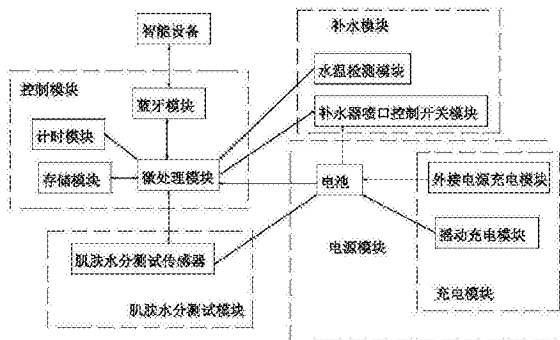 智能设备
补水模块
水温检测模块
控制模块
蓝牙模块
补水器喷口控制开关模块
计时模块
存储模块
微处理模块
电池
外接电源充电模块
摇动充电模块
肌肤水分测试传感器
电源模块
充电模块
肌肤水分测试模块